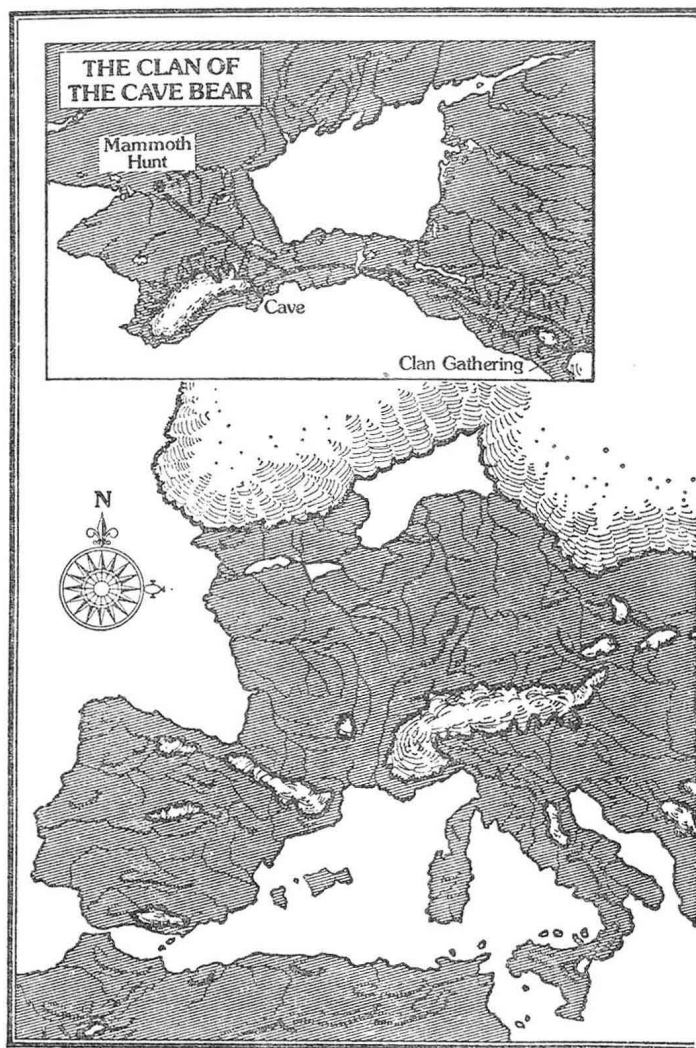 THE CLAN OF
THE CAVE BEAR
Mammoth
Hunt
Cave
Clan Gathering
N